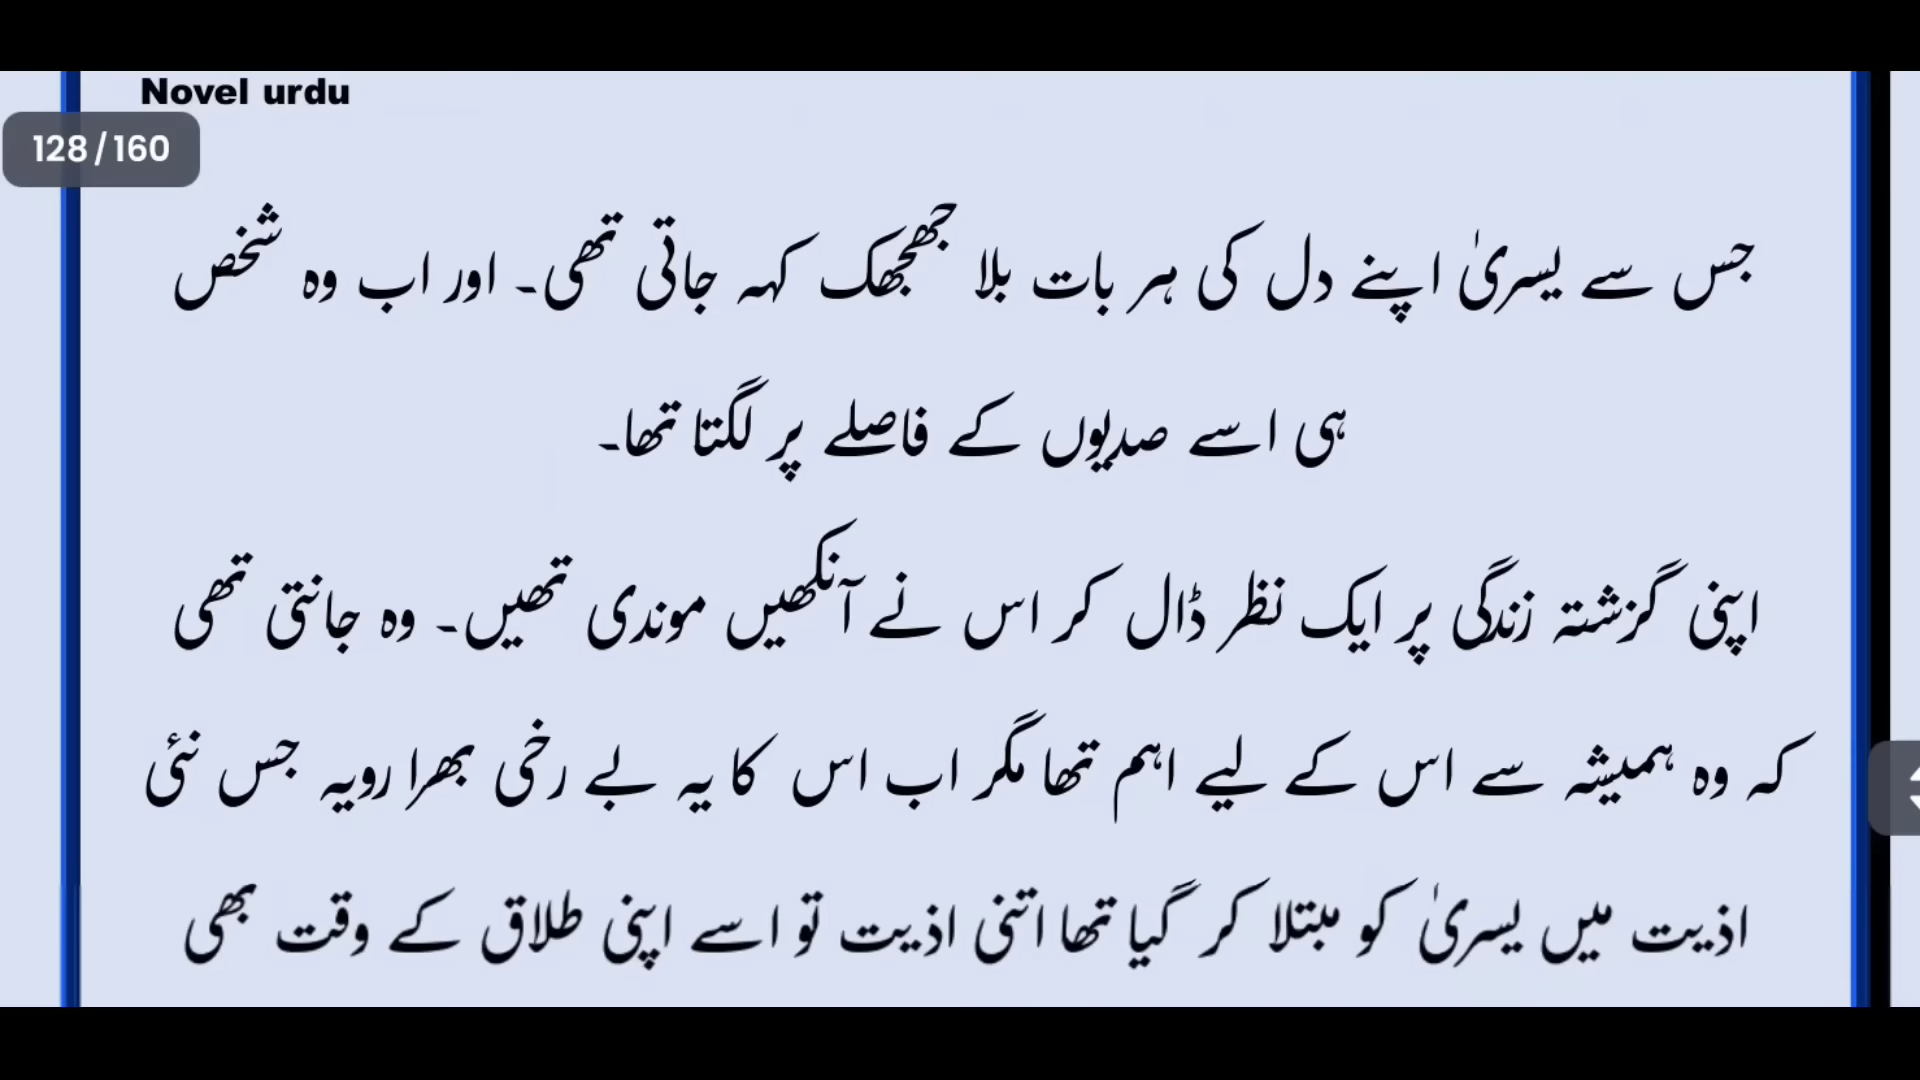 Novel urdu
128/160
جس سے یسریٰ اپنے دل کی ہر بات بلا جھجھک کہہ جاتی تھی۔ اور اب وہ شخص
ہی اسے صدیوں کے فاصلے پر لگتا تھا۔
اپنی گزشتہ زندگی پر ایک نظر ڈال کر اس نے آنکھیں موندی تھیں۔ وہ جانتی تھی
کہ وہ ہمیشہ سے اس کے لیے اہم تھا مگر اب اس کا یہ بے رخی بھرا رویہ جس نئی
اذیت میں یسریٰ کو مبتلا کر گیا تھا اتنی اذیت تو اسے اپنی طلاق کے وقت بھی